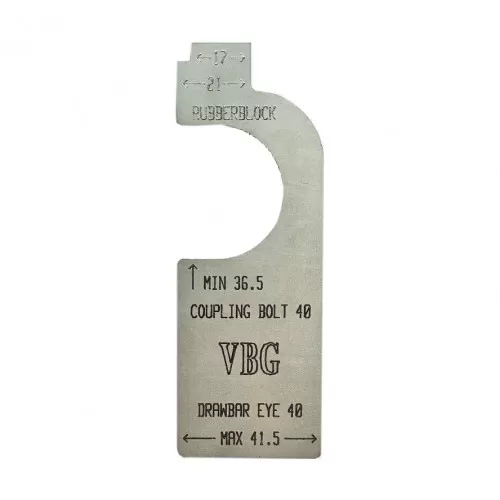 ←17→
←21→
RUBBERBLOCK
↑ MIN 36.5
COUPLING BOLT 40
VBG
DRAWBAR EYE 40
← MAX 41.5 →